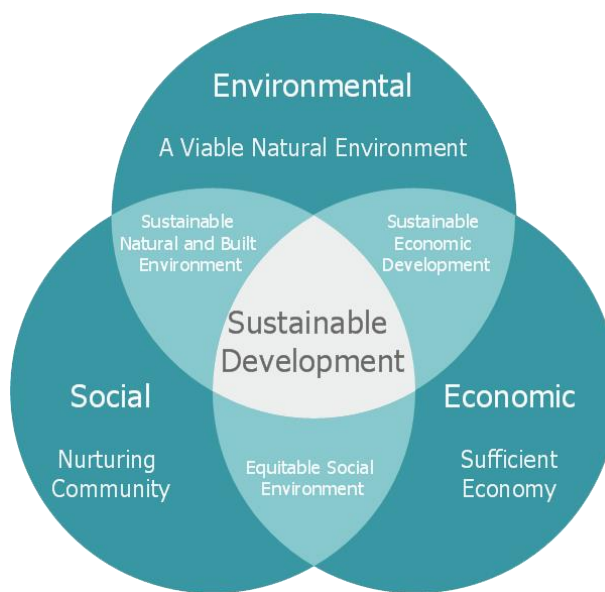 Environmental
A Viable Natural Environment
Sustainable
Natural and Built
Environment
Sustainable
Economic
Development
Sustainable
Development
Social
Nurturing
Community
Equitable Social
Environment
Economic
Sufficient
Economy